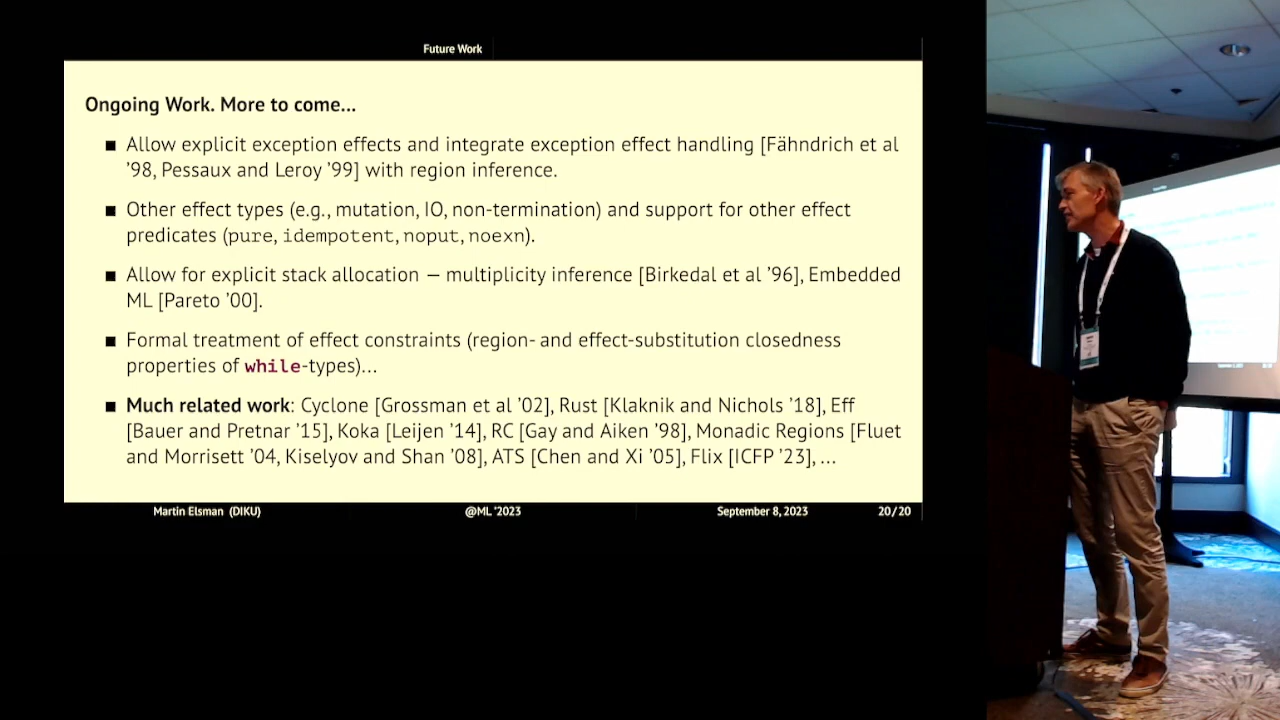 Future Work
Ongoing Work. More to come...
■ Allow explicit exception effects and integrate exception effect handling [Fähndrich et al
'98, Pessaux and Leroy '99] with region inference.
■ Other effect types (e.g., mutation, IO, non-termination) and support for other effect
predicates (pure, idempotent, noput, noexn).
■ Allow for explicit stack allocation — multiplicity inference [Birkedal et al '96], Embedded
ML [Pareto '00].
■ Formal treatment of effect constraints (region- and effect-substitution closedness
properties of while-types)...
■ Much related work: Cyclone [Grossman et al '02], Rust [Klaknik and Nichols '18], Eff
[Bauer and Pretnar '15], Koka [Leijen '14], RC [Gay and Aiken '98], Monadic Regions [Fluet
and Morrisett '04, Kiselyov and Shan '08], ATS [Chen and Xi '05], Flix [ICFP '23], ...
Martin Elsman (DIKU) @ML '2023 September 8, 2023 20/20